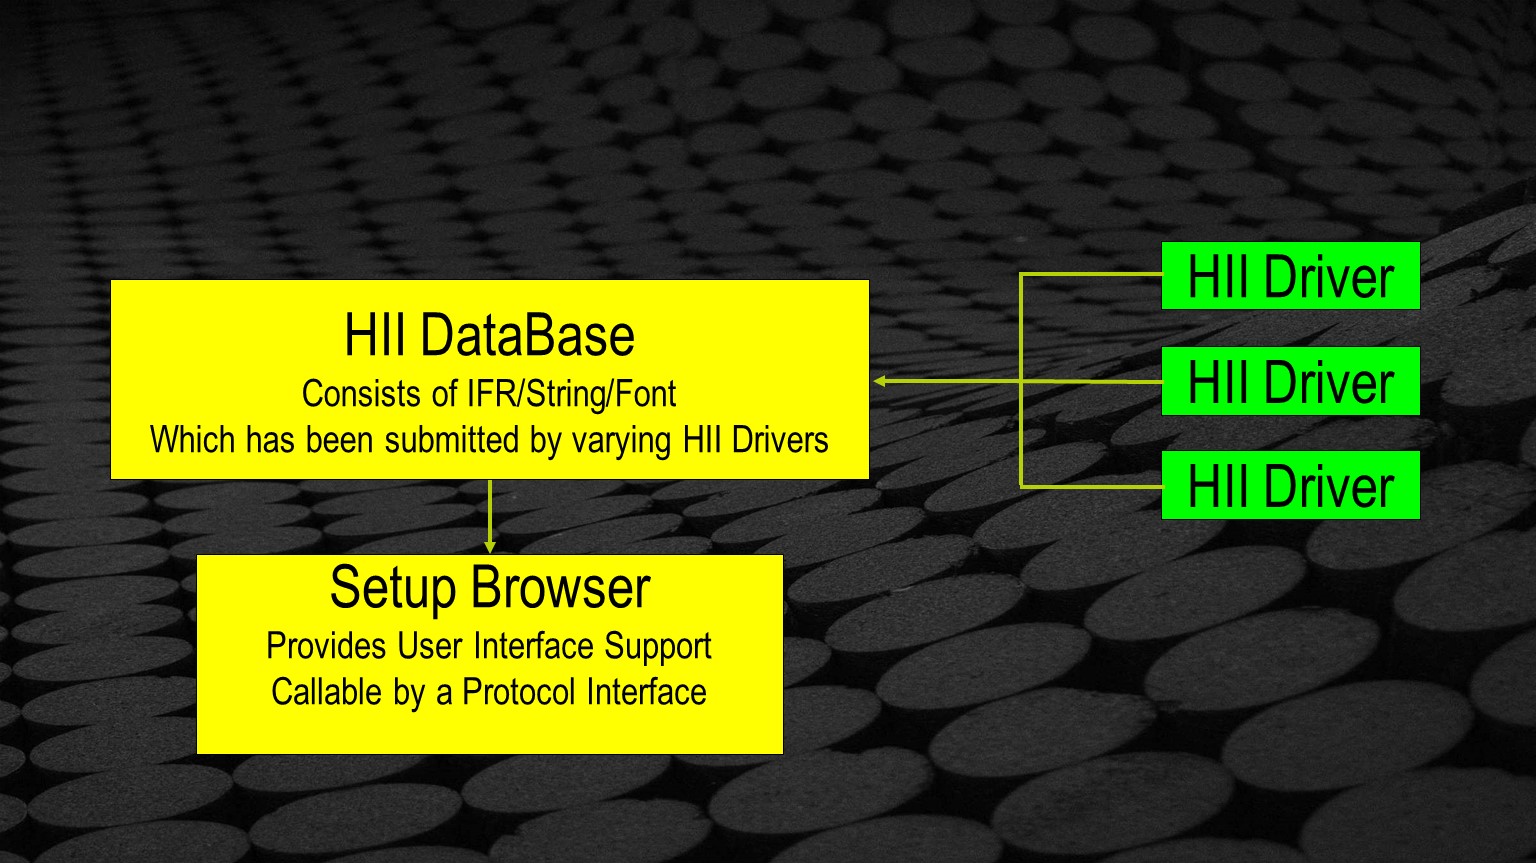 HII DataBase
Consists of IFR/String/Font
Which has been submitted by varying HII Drivers
Setup Browser
Provides User Interface Support
Callable by a Protocol Interface
HII Driver
HII Driver
HII Driver